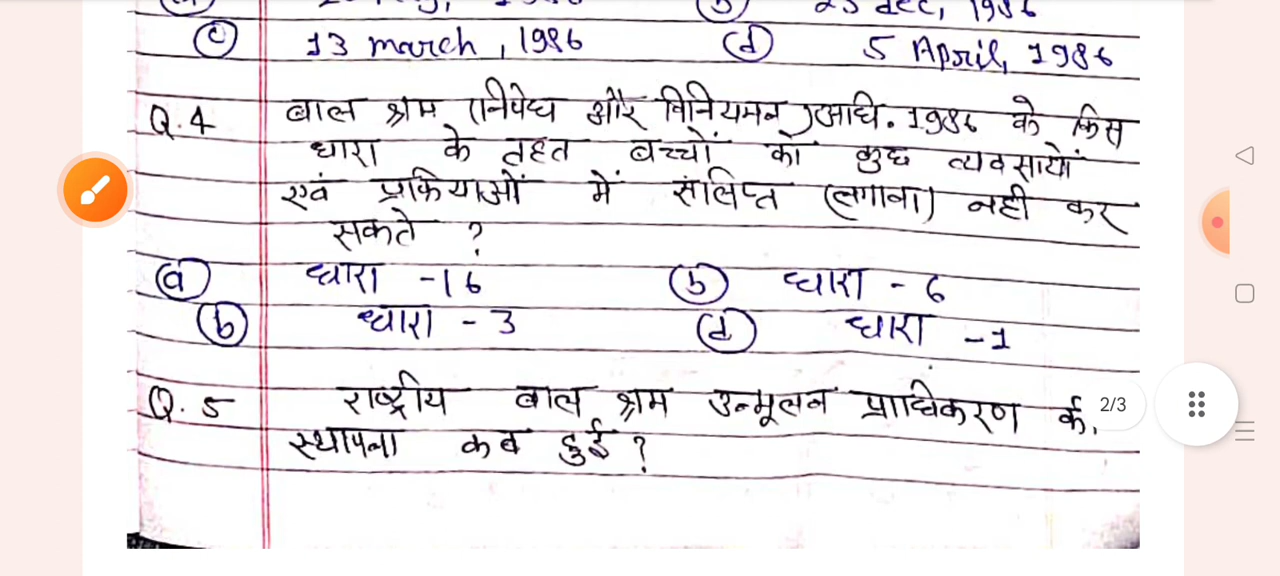 (c) 13 march, 1986 (d) 5 April, 1986
Q.4 बाल श्रम (निषेध और विनियमन) अधि. 1986 के किस
धारा के तहत बच्चों को कुछ व्यवसायों
एवं प्रक्रियाओं में संलिप्त (लगाना) नही कर
सकते ?
(a) धारा -16 (b) धारा - 6
(b) धारा - 3 (d) धारा -1
Q.5 राष्ट्रीय बाल श्रम उन्मूलन प्राधिकरण
स्थापना कब हुई ?
2/3